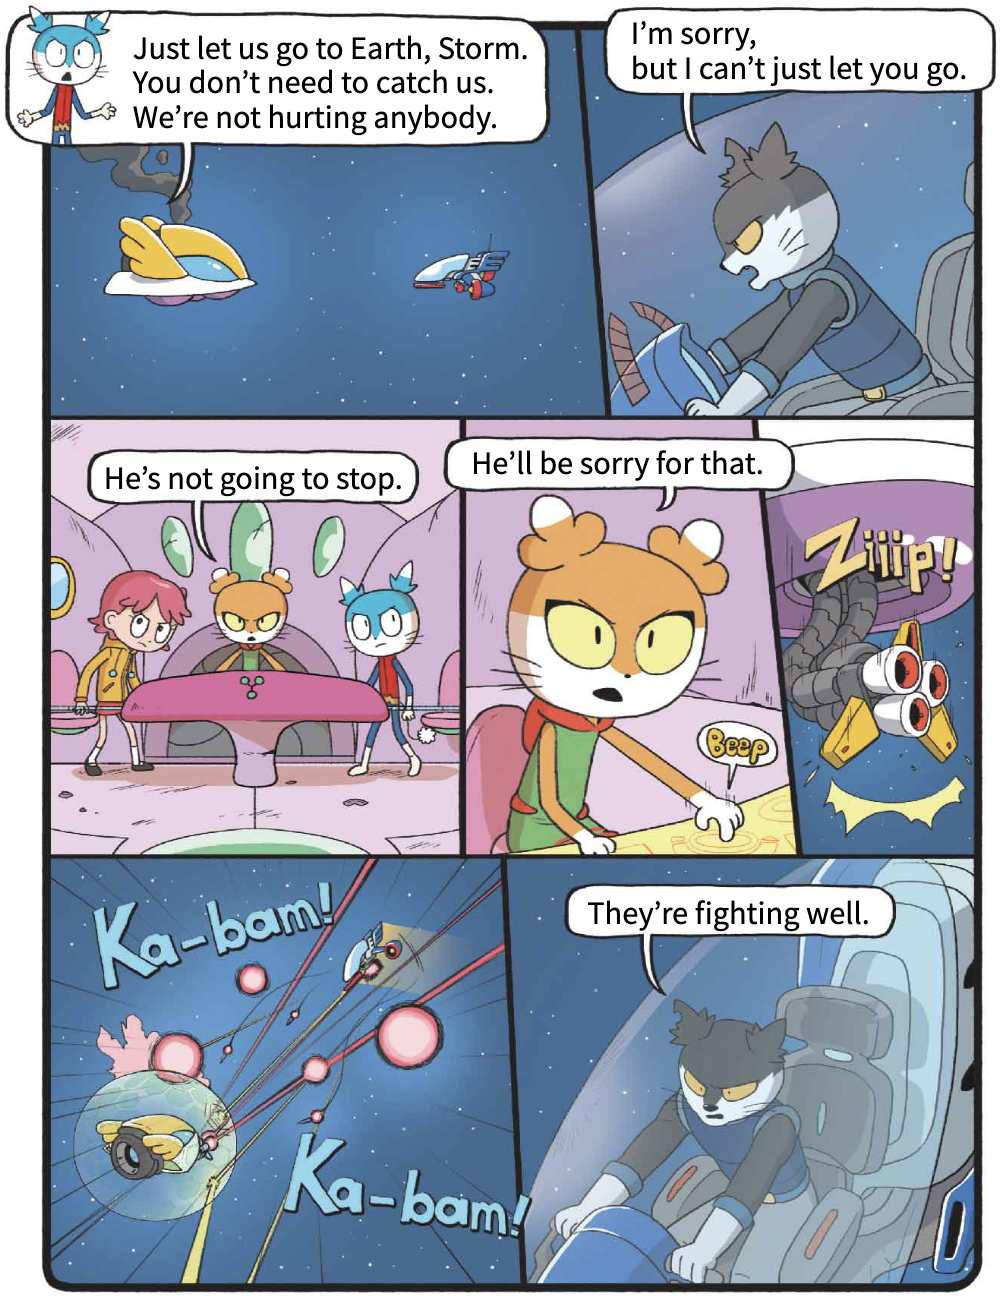 Just let us go to Earth, Storm.
You don’t need to catch us.
We’re not hurting anybody.
I’m sorry,
but I can’t just let you go.
He’s not going to stop.
He’ll be sorry for that.
Beep
Ziiip!
Ka-bam!
Ka-bam!
They’re fighting well.